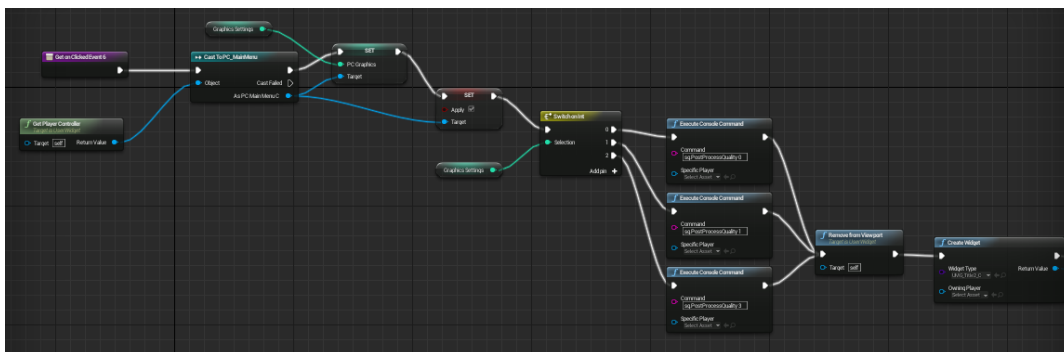 Graphics Settings
Get on Clicked Event 6
Cast To PC_MainMenu
Object
Cast Failed
As PC Main Menu C
Get Player Controller
Target is User Widget
Target self
Return Value
SET
PC Graphics
Target
SET
Apply
Target
Graphics Settings
Switch on Int
0
Selection
1
Add pin
Execute Console Command
Command
sg.PostProcessQuality 0
Specific Player
Select Asset
Execute Console Command
Command
sg.PostProcessQuality 1
Specific Player
Select Asset
Execute Console Command
Command
sg.PostProcessQuality 3
Specific Player
Select Asset
Remove from Viewport
Target is User Widget
Target self
Create Widget
Widget Type
Return Value
Owning Player
Select Asset